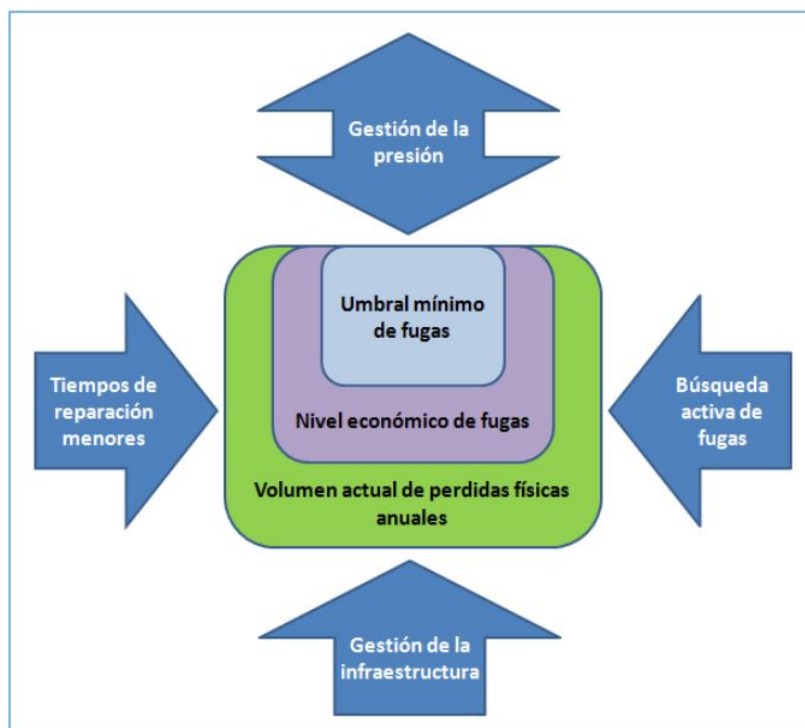 Gestión de la
presión
Umbral mínimo
de fugas
Tiempos de
reparación
menores
Búsqueda
activa de
fugas
Nivel económico de fugas
Volumen actual de perdidas físicas
anuales
Gestión de la
infraestructura